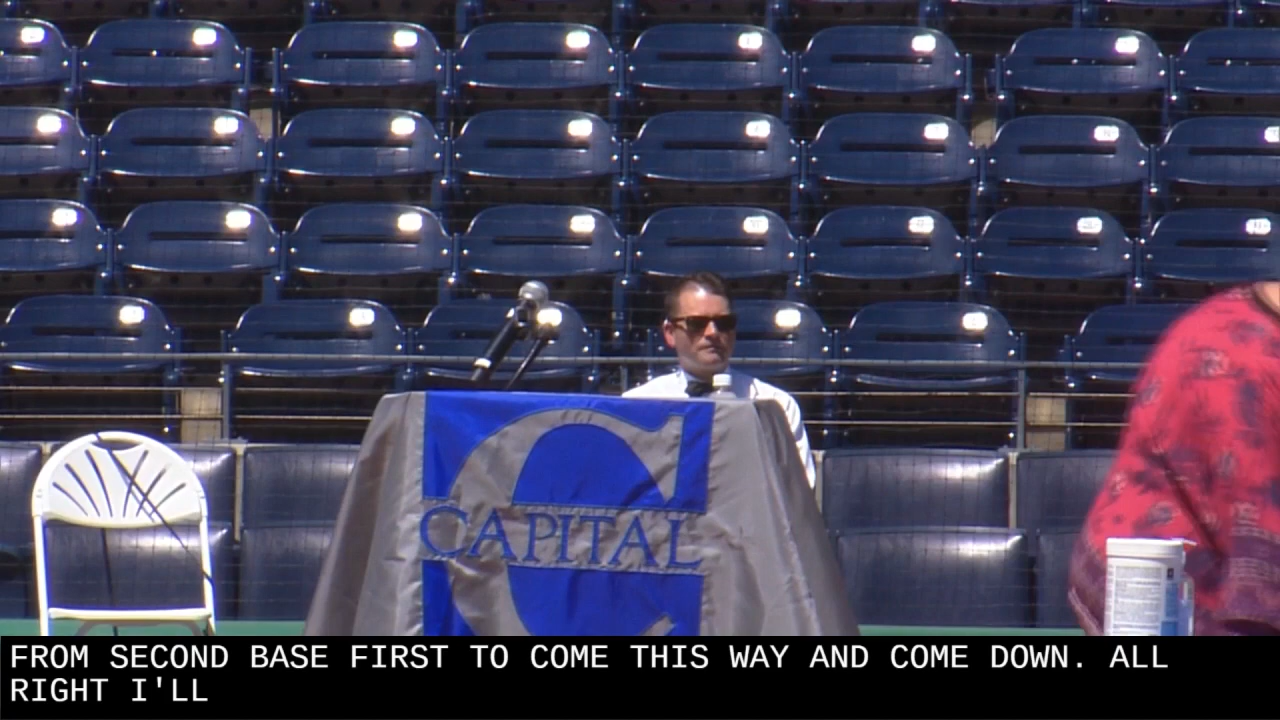 CAPITAL
FROM SECOND BASE FIRST TO COME THIS WAY AND COME DOWN. ALL
RIGHT I'LL